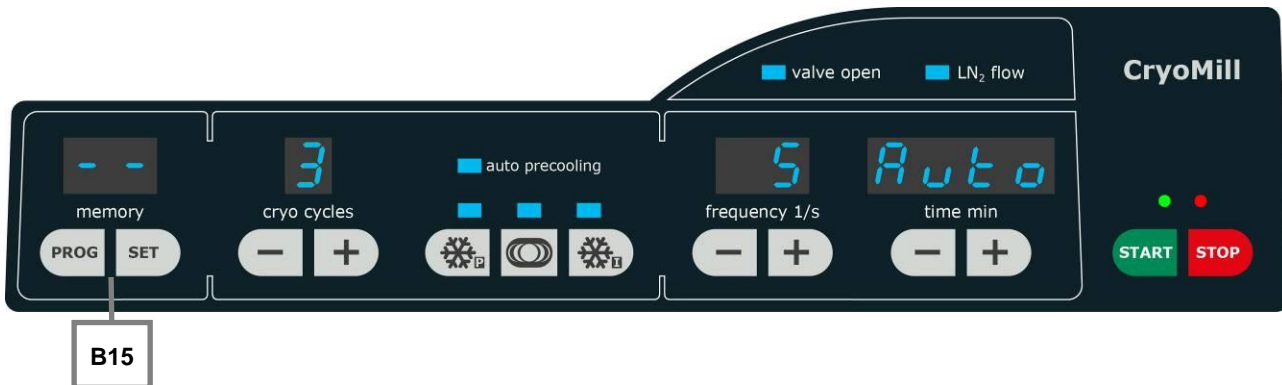 valve open
LN₂ flow
CryoMill
- -
3
auto precooling
5
Auto
memory
cryo cycles
frequency 1/s
time min
PROG
SET
-
+
P
I
-
+
-
+
START
STOP
B15